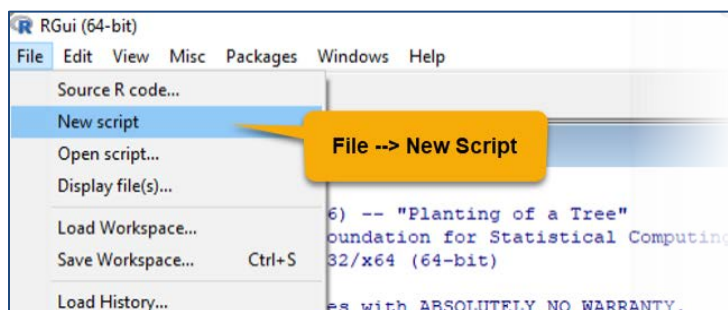 RGui (64-bit)
File Edit View Misc Packages Windows Help
Source R code...
New script
Open script...
Display file(s)...
Load Workspace...
Save Workspace... Ctrl+S
Load History...
File --> New Script
6) -- "Planting of a Tree"
oundation for Statistical Computing
32/x64 (64-bit)
es with ABSOLUTELY NO WARRANTY.